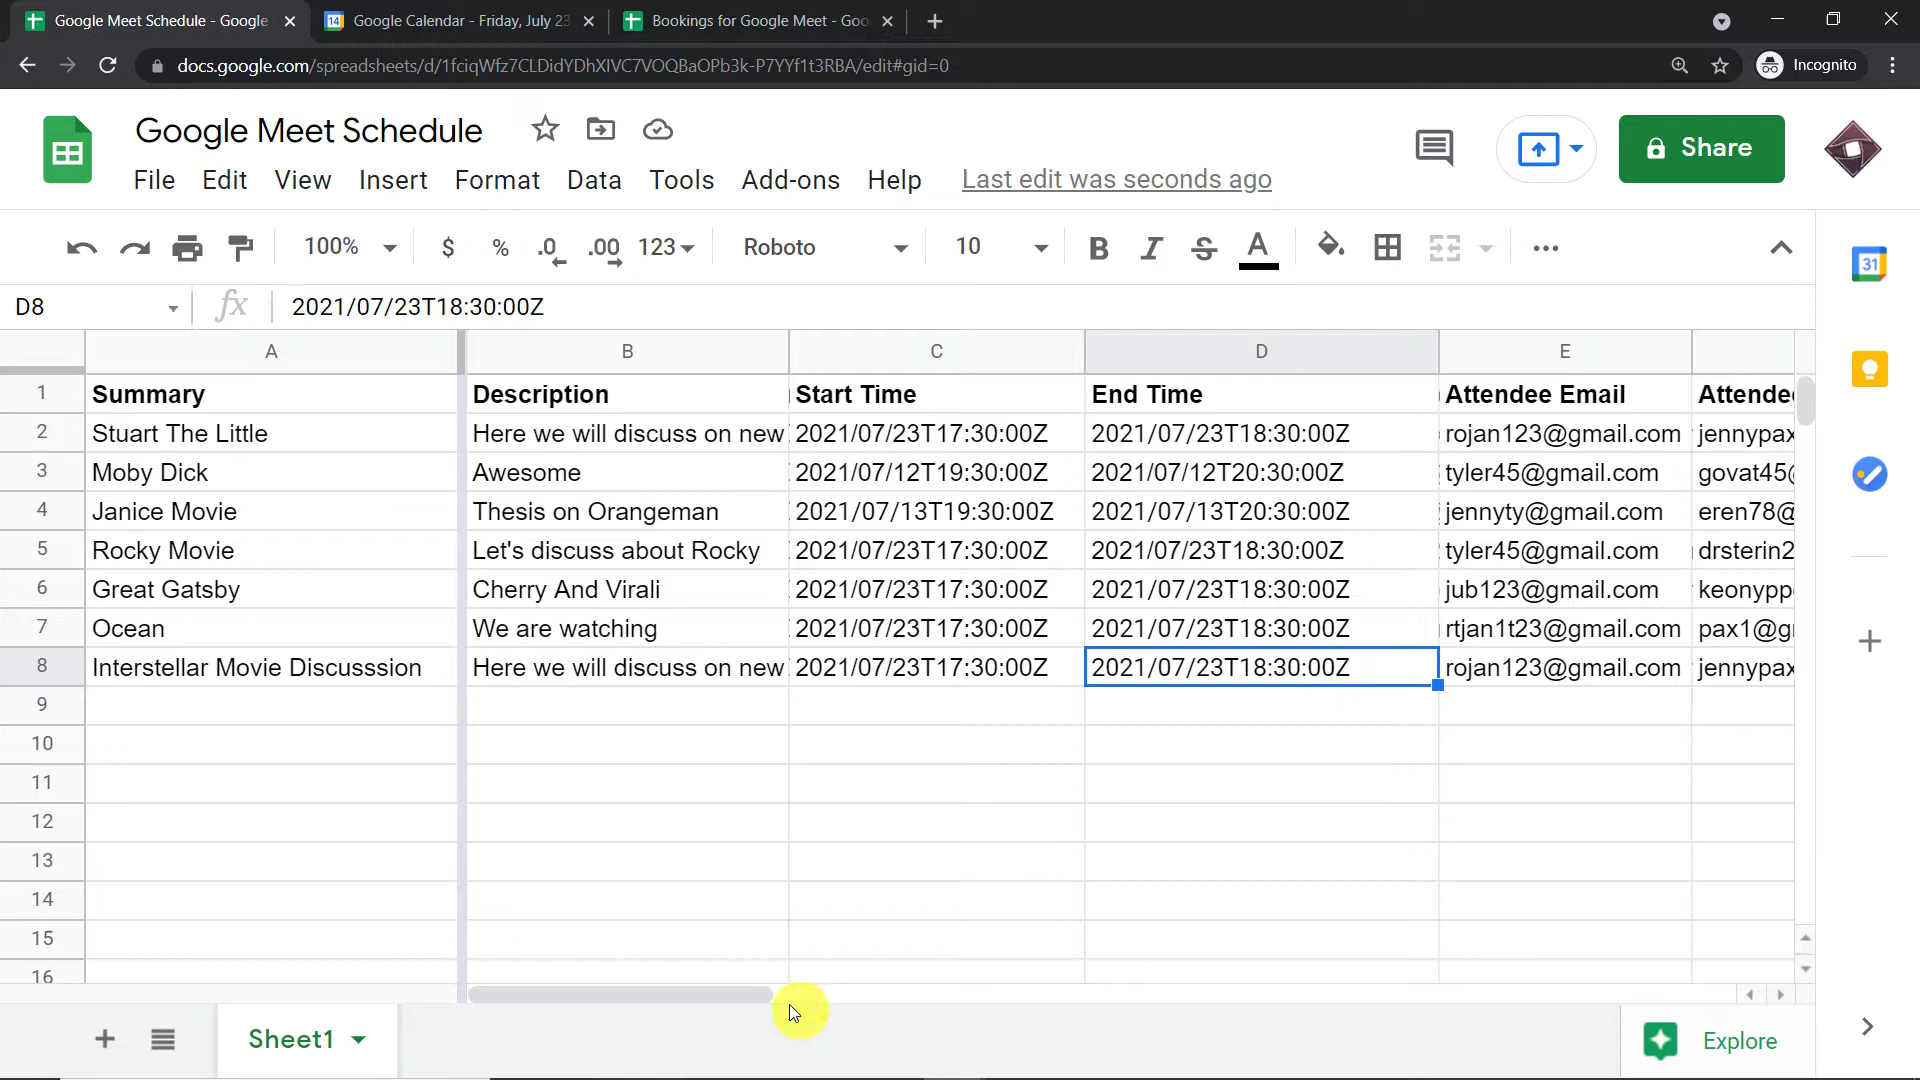 Google Meet Schedule - Google
Google Calendar - Friday, July 23
Bookings for Google Meet - Goo
docs.google.com/spreadsheets/d/1fciqWfz7CLDidYDhXIVC7VOQBaOPb3k-P7YYf1t3RBA/edit#gid=0
Incognito
Google Meet Schedule
Share
File Edit View Insert Format Data Tools Add-ons Help Last edit was seconds ago
100% $ % .0 .00 123 Roboto 10 B I S A
31
D8 fx 2021/07/23T18:30:00Z
A B C D E
1 Summary Description Start Time End Time Attendee Email Attendee
2 Stuart The Little Here we will discuss on new 2021/07/23T17:30:00Z 2021/07/23T18:30:00Z rojan123@gmail.com jennypax
3 Moby Dick Awesome 2021/07/12T19:30:00Z 2021/07/12T20:30:00Z tyler45@gmail.com govat45@
4 Janice Movie Thesis on Orangeman 2021/07/13T19:30:00Z 2021/07/13T20:30:00Z jennyty@gmail.com eren78@
5 Rocky Movie Let's discuss about Rocky 2021/07/23T17:30:00Z 2021/07/23T18:30:00Z tyler45@gmail.com drsterin2
6 Great Gatsby Cherry And Virali 2021/07/23T17:30:00Z 2021/07/23T18:30:00Z jub123@gmail.com keonypp
7 Ocean We are watching 2021/07/23T17:30:00Z 2021/07/23T18:30:00Z rtjan1t23@gmail.com pax1@g
8 Interstellar Movie Discusssion Here we will discuss on new 2021/07/23T17:30:00Z 2021/07/23T18:30:00Z rojan123@gmail.com jennypax
9
10
11
12
13
14
15
16
Sheet1
Explore